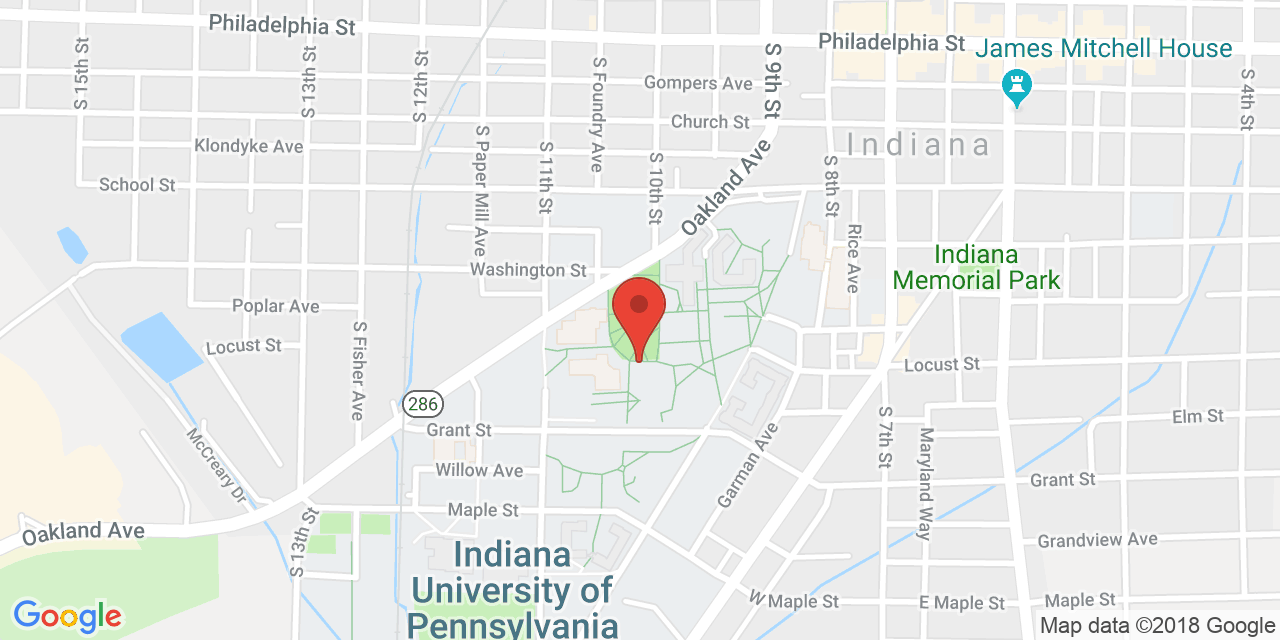 Philadelphia St
Philadelphia St
James Mitchell House
S 15th St
S 13th St
S 12th St
S Foundry Ave
Gompers Ave
S 9th St
S 4th St
Church St
Klondyke Ave
S Paper Mill Ave
S 11th St
S 10th St
Oakland Ave
Indiana
S 8th St
School St
Rice Ave
Indiana
Memorial Park
Washington St
Poplar Ave
Locust St
S Fisher Ave
Locust St
286
Grant St
McCreary Dr
Willow Ave
Garman Ave
S 7th St
Maryland Way
Elm St
Grant St
Maple St
Oakland Ave
S 13th St
Grandview Ave
Indiana
University of
Pennsylvania
W Maple St
E Maple St
Maple St
Google
Map data ©2018 Google